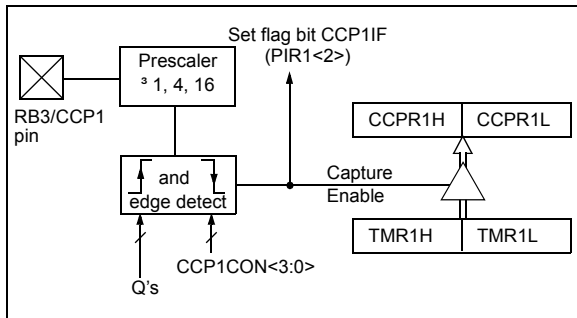 Set flag bit CCP1IF
(PIR1<2>)
Prescaler
³ 1, 4, 16
RB3/CCP1
pin
CCPR1H CCPR1L
and
edge detect
Capture
Enable
TMR1H TMR1L
CCP1CON<3:0>
Q's